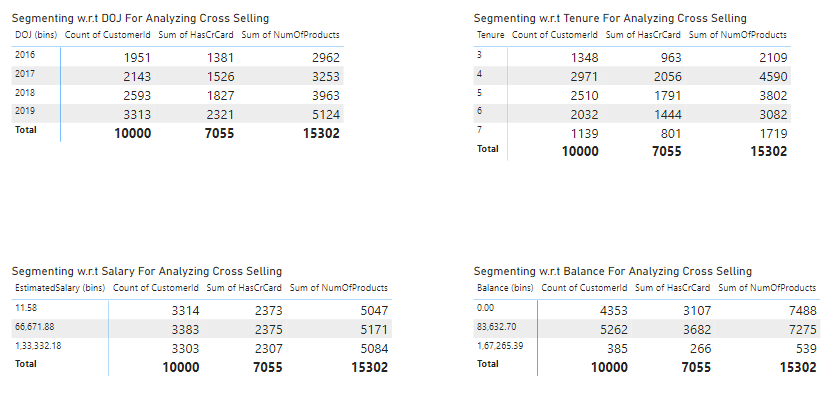 Segmenting w.r.t DOJ For Analyzing Cross Selling
DOJ (bins) Count of CustomerId Sum of HasCrCard Sum of NumOfProducts
2016 1951 1381 2962
2017 2143 1526 3253
2018 2593 1827 3963
2019 3313 2321 5124
Total 10000 7055 15302
Segmenting w.r.t Tenure For Analyzing Cross Selling
Tenure Count of CustomerId Sum of HasCrCard Sum of NumOfProducts
3 1348 963 2109
4 2971 2056 4590
5 2510 1791 3802
6 2032 1444 3082
7 1139 801 1719
Total 10000 7055 15302
Segmenting w.r.t Salary For Analyzing Cross Selling
EstimatedSalary (bins) Count of CustomerId Sum of HasCrCard Sum of NumOfProducts
11.58 3314 2373 5047
66,671.88 3383 2375 5171
1,33,332.18 3303 2307 5084
Total 10000 7055 15302
Segmenting w.r.t Balance For Analyzing Cross Selling
Balance (bins) Count of CustomerId Sum of HasCrCard Sum of NumOfProducts
0.00 4353 3107 7488
83,632.70 5262 3682 7275
1,67,265.39 385 266 539
Total 10000 7055 15302